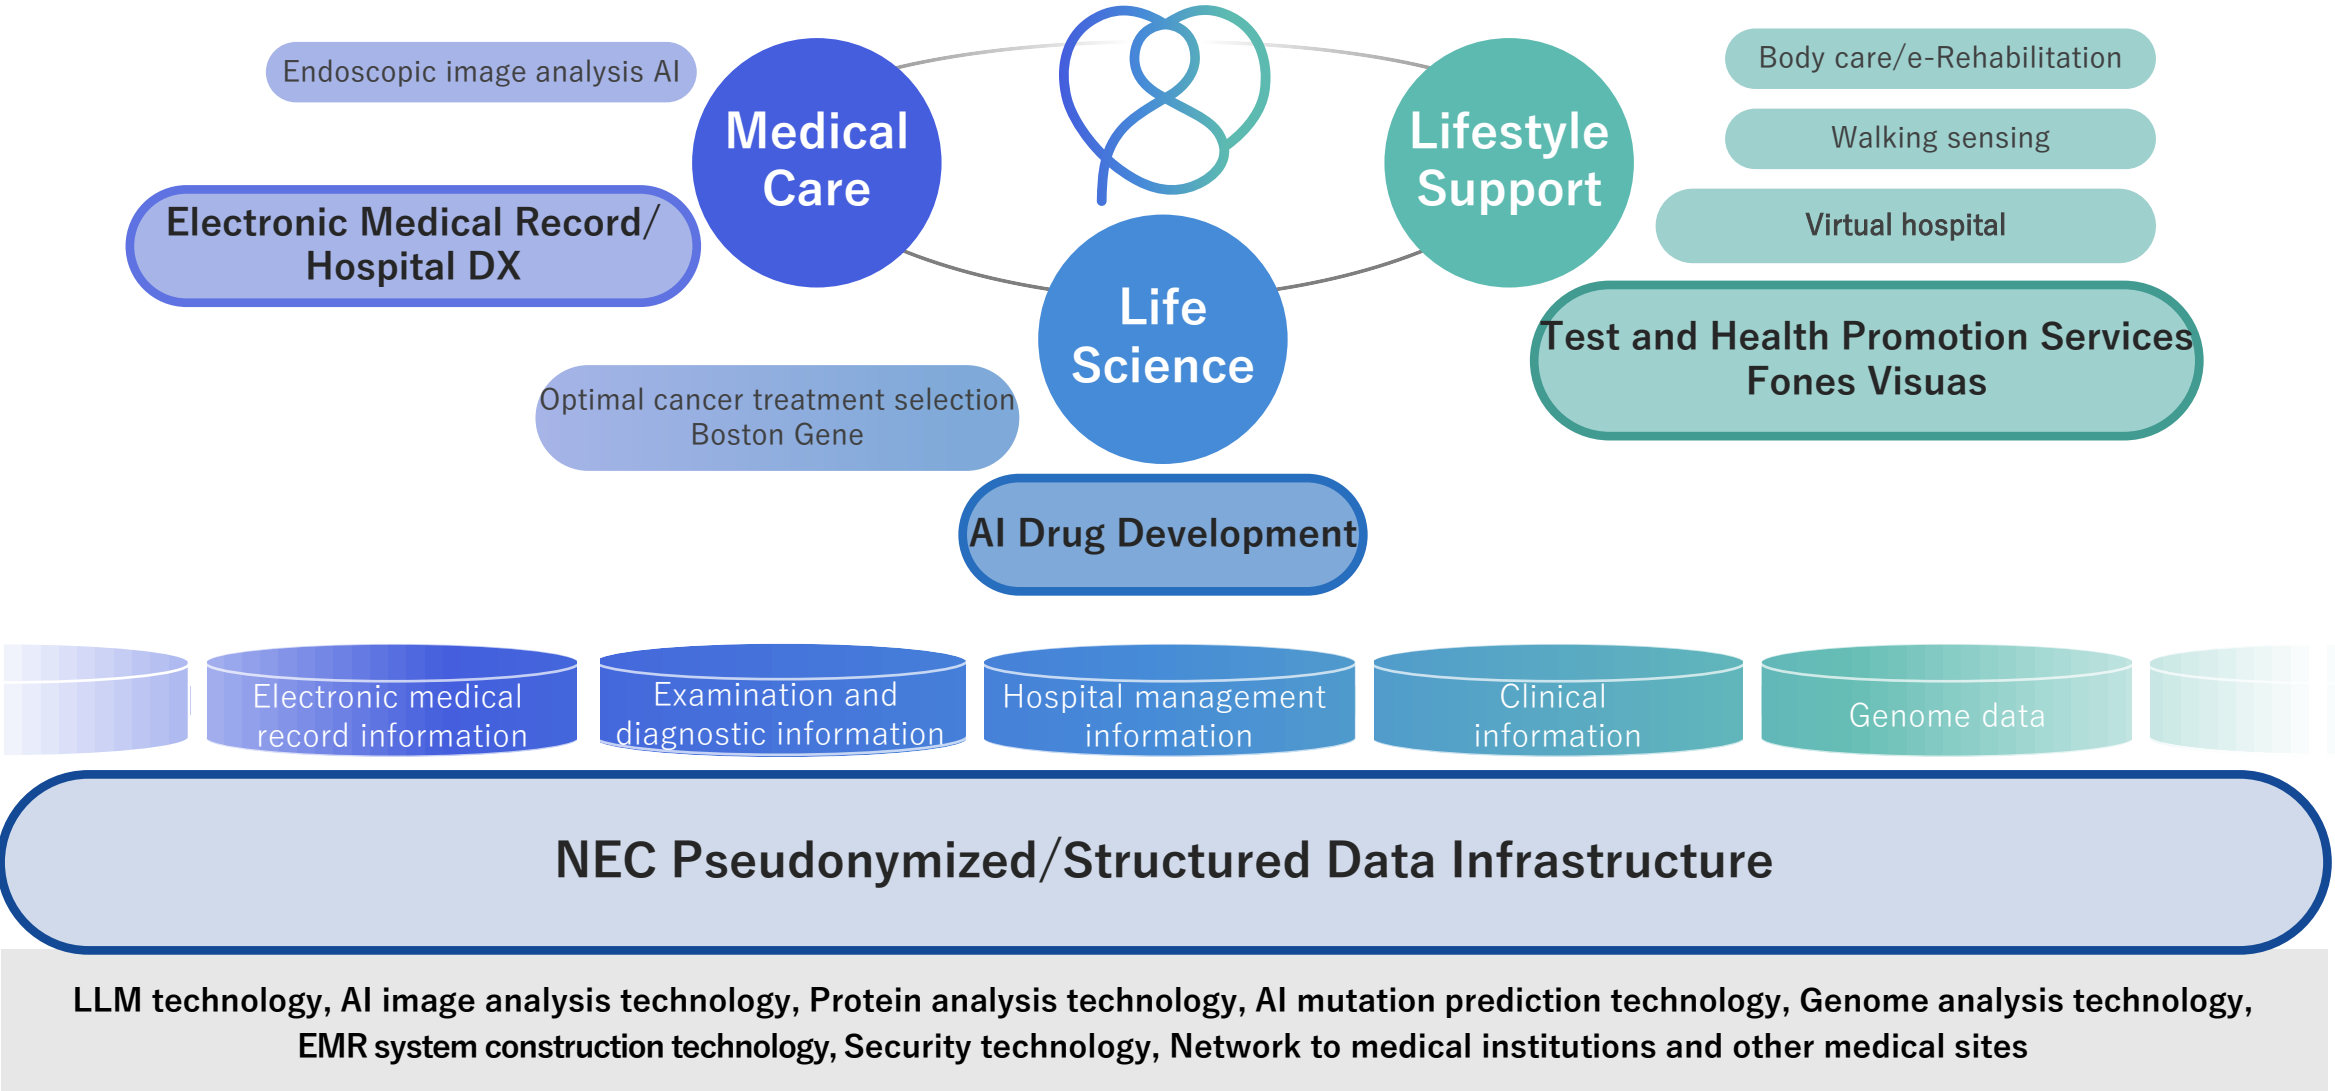 Endoscopic image analysis AI
Medical
Care
Electronic Medical Record/
Hospital DX
Lifestyle
Support
Body care/e-Rehabilitation
Walking sensing
Virtual hospital
Test and Health Promotion Services
Fones Visuas
Life
Science
Optimal cancer treatment selection
Boston Gene
AI Drug Development
Electronic medical
record information
Examination and
diagnostic information
Hospital management
information
Clinical
information
Genome data
NEC Pseudonymized/Structured Data Infrastructure
LLM technology, AI image analysis technology, Protein analysis technology, AI mutation prediction technology, Genome analysis technology,
EMR system construction technology, Security technology, Network to medical institutions and other medical sites